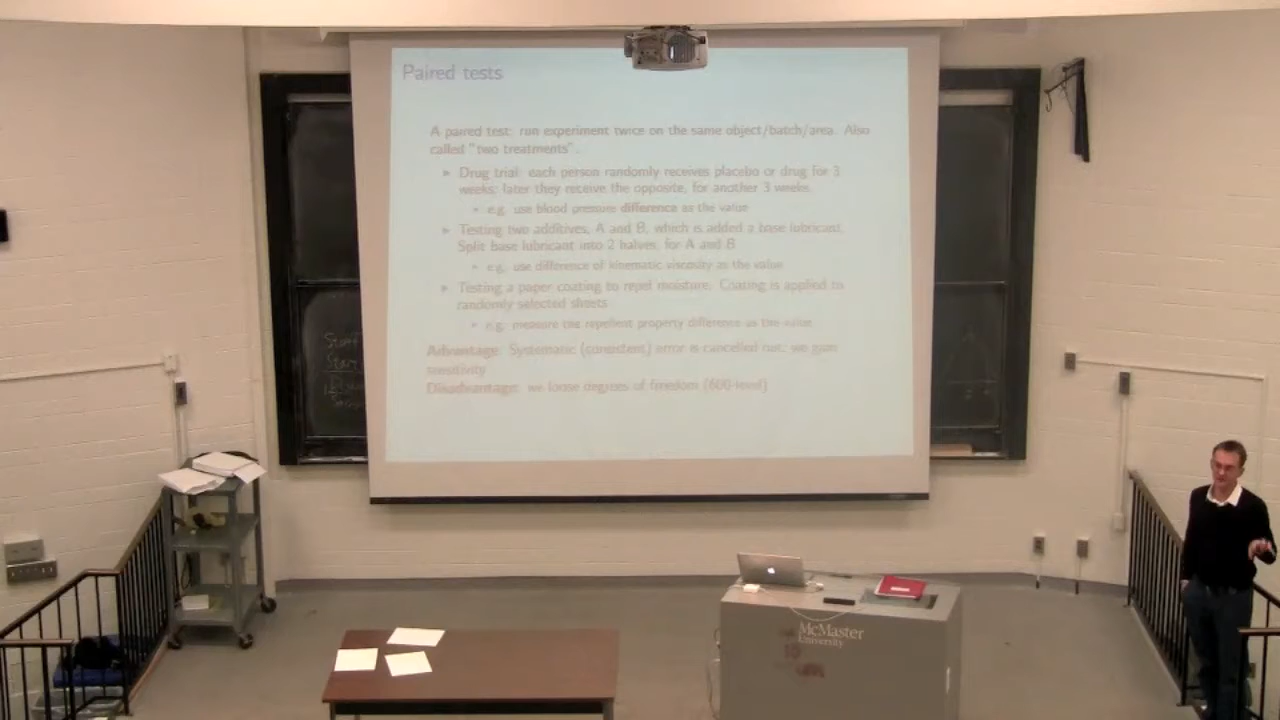 Paired tests
A paired test: run experiment twice on the same object/batch/area. Also
called "two treatments".
▶ Drug trial: each person randomly receives placebo or drug for 3
weeks; later they receive the opposite, for another 3 weeks.
• e.g. use blood pressure difference as the value
▶ Testing two additives, A and B, which is added a base lubricant.
Split base lubricant into 2 halves, for A and B
• e.g. use difference of kinematic viscosity as the value
▶ Testing a paper coating to repel moisture. Coating is applied to
randomly selected sheets
• e.g. measure the repellent property difference as the value
Advantage: Systematic (consistent) error is cancelled out; we gain
sensitivity
Disadvantage: we loose degrees of freedom (600-level)
McMaster
University